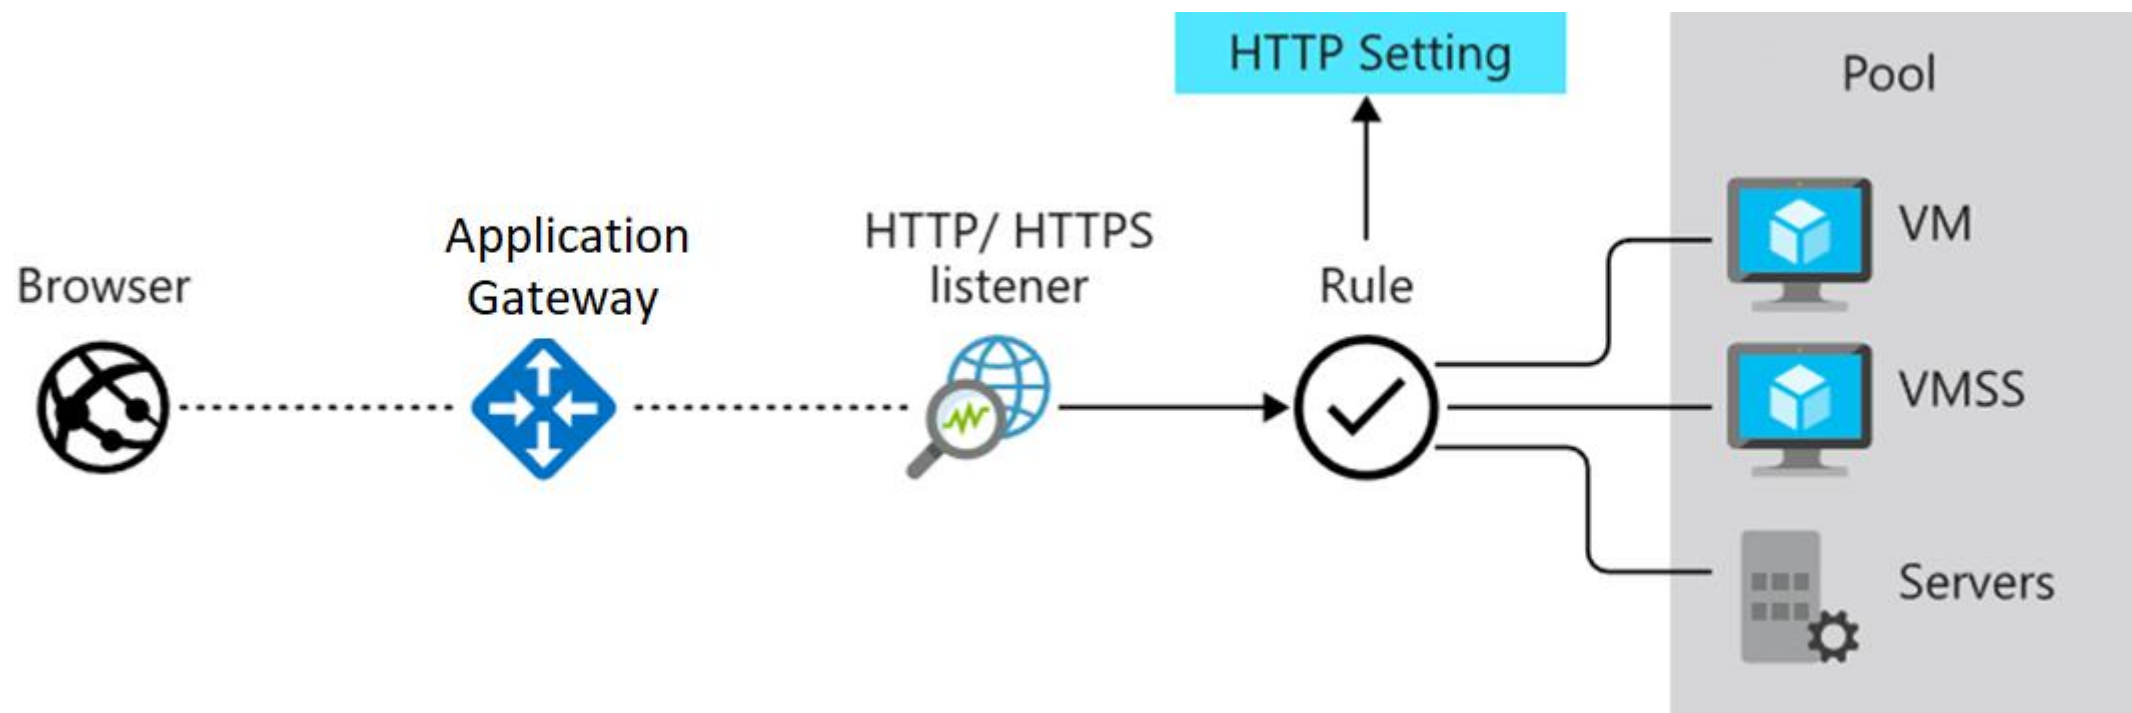 Browser
Application
Gateway
HTTP/ HTTPS
listener
Rule
HTTP Setting
Pool
VM
VMSS
Servers